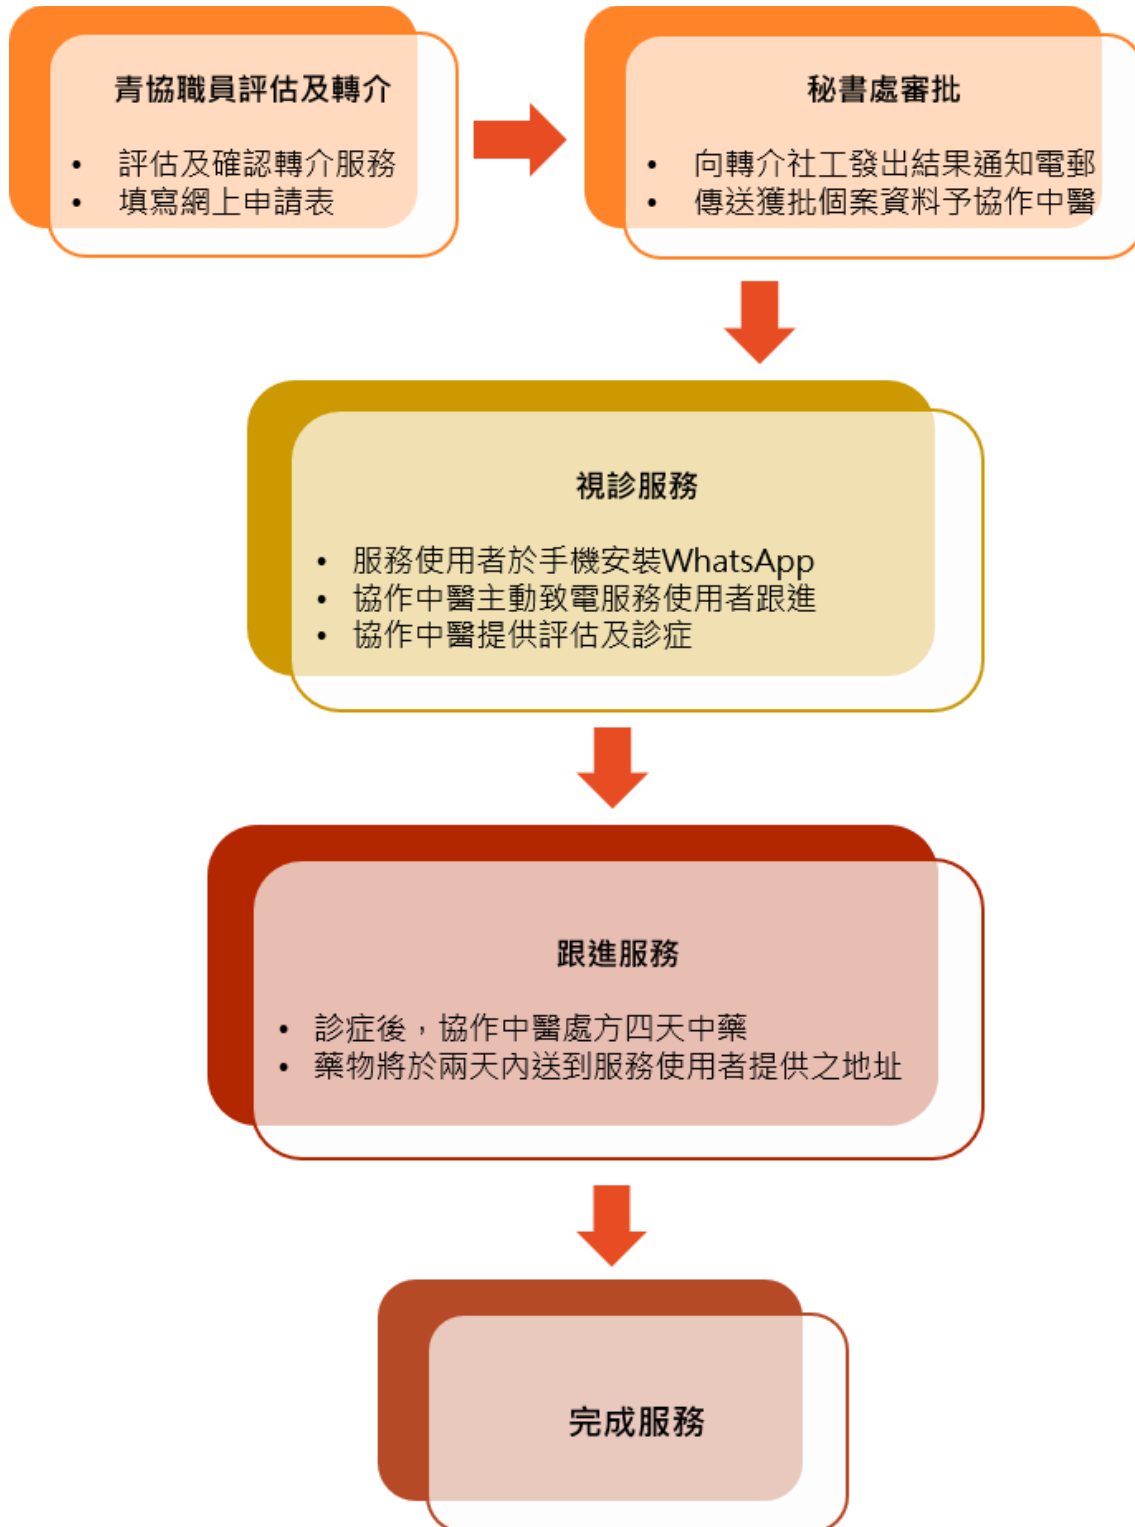 青協職員評估及轉介
• 評估及確認轉介服務
• 填寫網上申請表
秘書處審批
• 向轉介社工發出結果通知電郵
• 傳送獲批個案資料予協作中醫
視診服務
• 服務使用者於手機安裝WhatsApp
• 協作中醫主動致電服務使用者跟進
• 協作中醫提供評估及診症
跟進服務
• 診症後，協作中醫處方四天中藥
• 藥物將於兩天內送到服務使用者提供之地址
完成服務